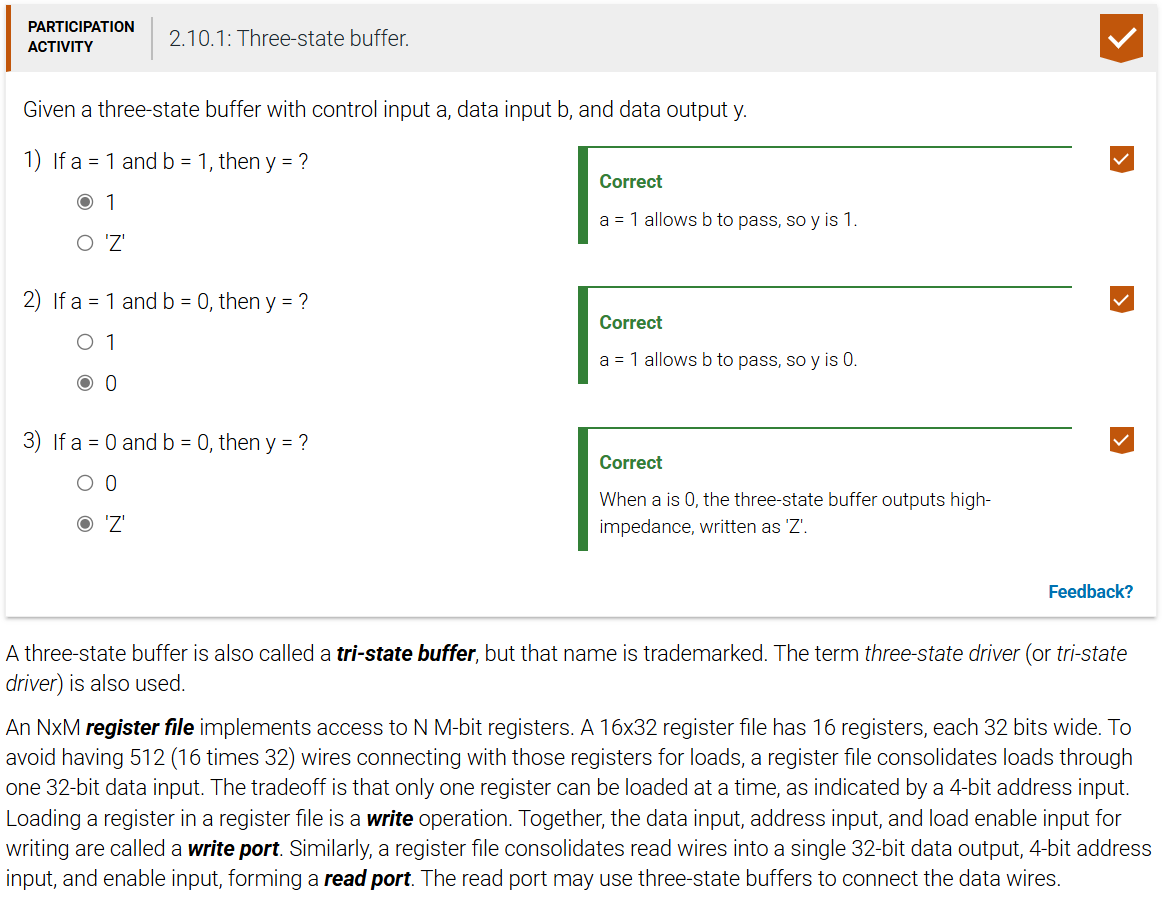 PARTICIPATION
ACTIVITY
2.10.1: Three-state buffer.
Given a three-state buffer with control input a, data input b, and data output y.
1) If a = 1 and b = 1, then y = ?
1
'Z'
Correct
a = 1 allows b to pass, so y is 1.
2) If a = 1 and b = 0, then y = ?
1
0
Correct
a = 1 allows b to pass, so y is 0.
3) If a = 0 and b = 0, then y = ?
0
'Z'
Correct
When a is 0, the three-state buffer outputs high-
impedance, written as 'Z'.
Feedback?
A three-state buffer is also called a tri-state buffer, but that name is trademarked. The term three-state driver (or tri-state
driver) is also used.
An NxM register file implements access to N M-bit registers. A 16x32 register file has 16 registers, each 32 bits wide. To
avoid having 512 (16 times 32) wires connecting with those registers for loads, a register file consolidates loads through
one 32-bit data input. The tradeoff is that only one register can be loaded at a time, as indicated by a 4-bit address input.
Loading a register in a register file is a write operation. Together, the data input, address input, and load enable input for
writing are called a write port. Similarly, a register file consolidates read wires into a single 32-bit data output, 4-bit address
input, and enable input, forming a read port. The read port may use three-state buffers to connect the data wires.